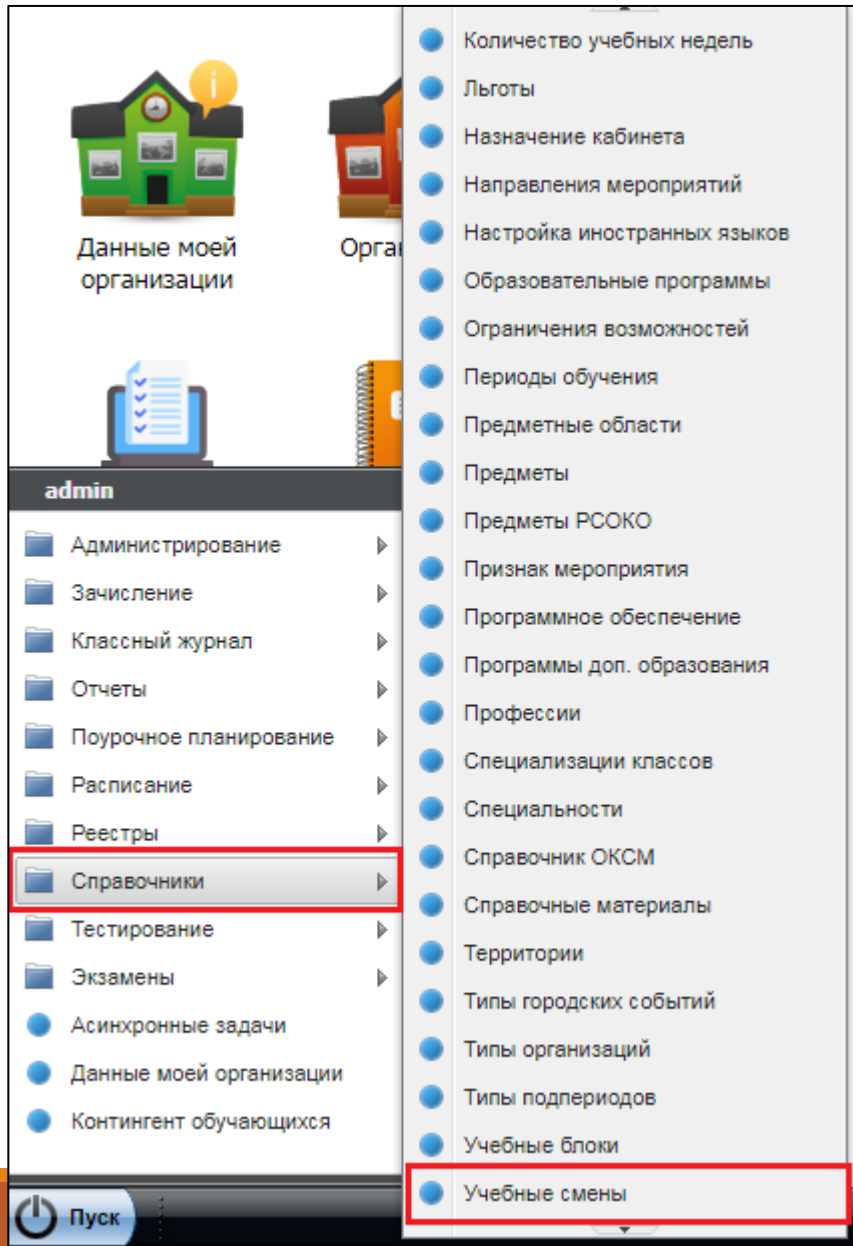 Данные моей
организации
Орган
admin
Администрирование
Зачисление
Классный журнал
Отчеты
Поурочное планирование
Расписание
Реестры
Справочники
Тестирование
Экзамены
Асинхронные задачи
Данные моей организации
Контингент обучающихся
Пуск
Количество учебных недель
Льготы
Назначение кабинета
Направления мероприятий
Настройка иностранных языков
Образовательные программы
Ограничения возможностей
Периоды обучения
Предметные области
Предметы
Предметы РСОКО
Признак мероприятия
Программное обеспечение
Программы доп. образования
Профессии
Специализации классов
Специальности
Справочник ОКСМ
Справочные материалы
Территории
Типы городских событий
Типы организаций
Типы подпериодов
Учебные блоки
Учебные смены